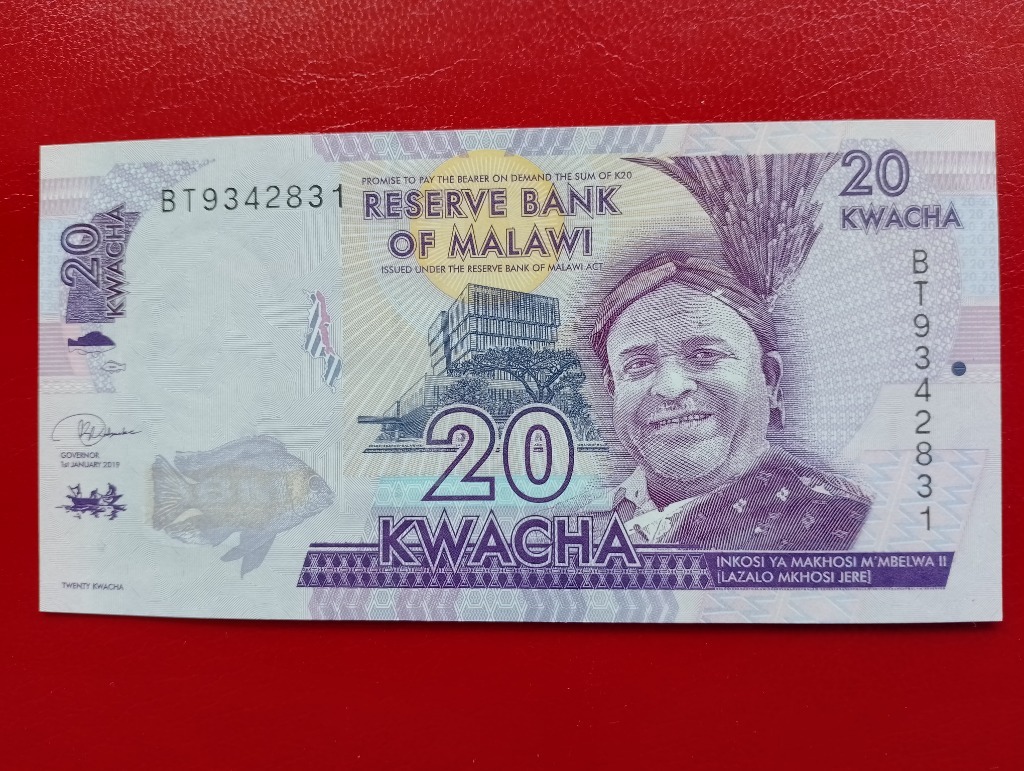 PROMISE TO PAY THE BEARER ON DEMAND THE SUM OF K20
RESERVE BANK
OF MALAWI
ISSUED UNDER THE RESERVE BANK OF MALAWI ACT
BT9342831
20
KWACHA
20
KWACHA
BT9342831
GOVERNOR
1st JANUARY 2019
TWENTY KWACHA
20
KWACHA
INKOSI YA MAKHOSI M'MBELWA II
[LAZALO MKHOSI JERE]